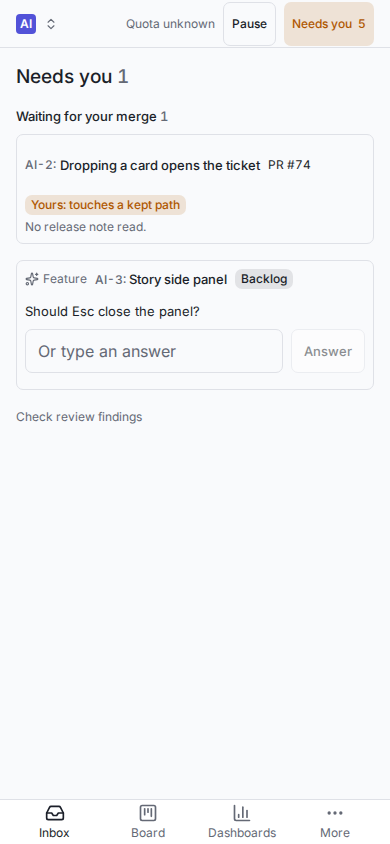 AI Quota unknown Pause Needs you 5
Needs you 1
Waiting for your merge 1
AI-2: Dropping a card opens the ticket PR #74
Yours: touches a kept path
No release note read.
Feature AI-3: Story side panel Backlog
Should Esc close the panel?
Or type an answer Answer
Check review findings
Inbox Board Dashboards More